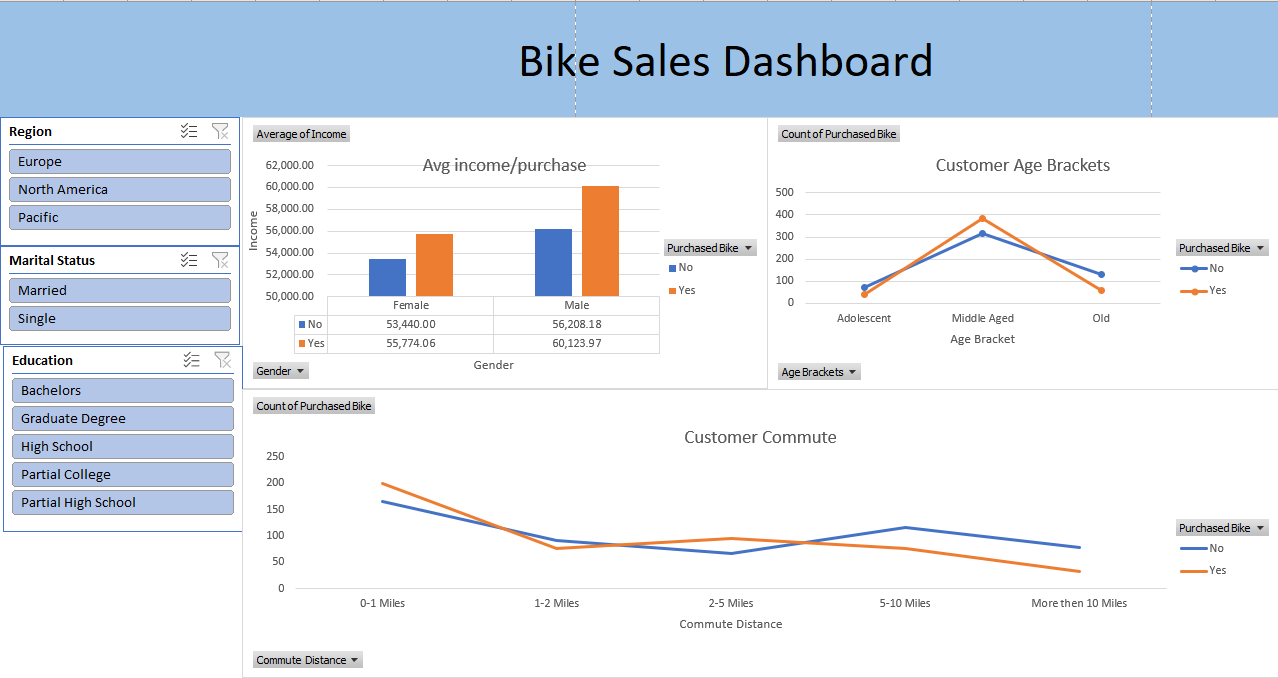 Bike Sales Dashboard
Region
Europe
North America
Pacific
Marital Status
Married
Single
Education
Bachelors
Graduate Degree
High School
Partial College
Partial High School
Average of Income
Avg income/purchase
62,000.00
60,000.00
58,000.00
56,000.00
54,000.00
52,000.00
50,000.00
Income
Female Male
No 53,440.00 56,208.18
Yes 55,774.06 60,123.97
Gender
Gender
Purchased Bike
No
Yes
Count of Purchased Bike
Customer Age Brackets
500
400
300
200
100
0
Adolescent Middle Aged Old
Age Bracket
Age Brackets
Purchased Bike
No
Yes
Count of Purchased Bike
Customer Commute
250
200
150
100
50
0
0-1 Miles 1-2 Miles 2-5 Miles 5-10 Miles More then 10 Miles
Commute Distance
Commute Distance
Purchased Bike
No
Yes